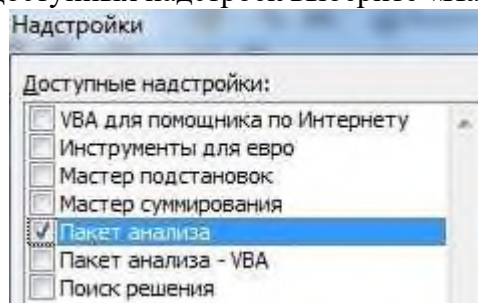 Надстройки
Доступные надстройки:
VBA для помощника по Интернету
Инструменты для евро
Мастер подстановок
Мастер суммирования
Пакет анализа
Пакет анализа - VBA
Поиск решения